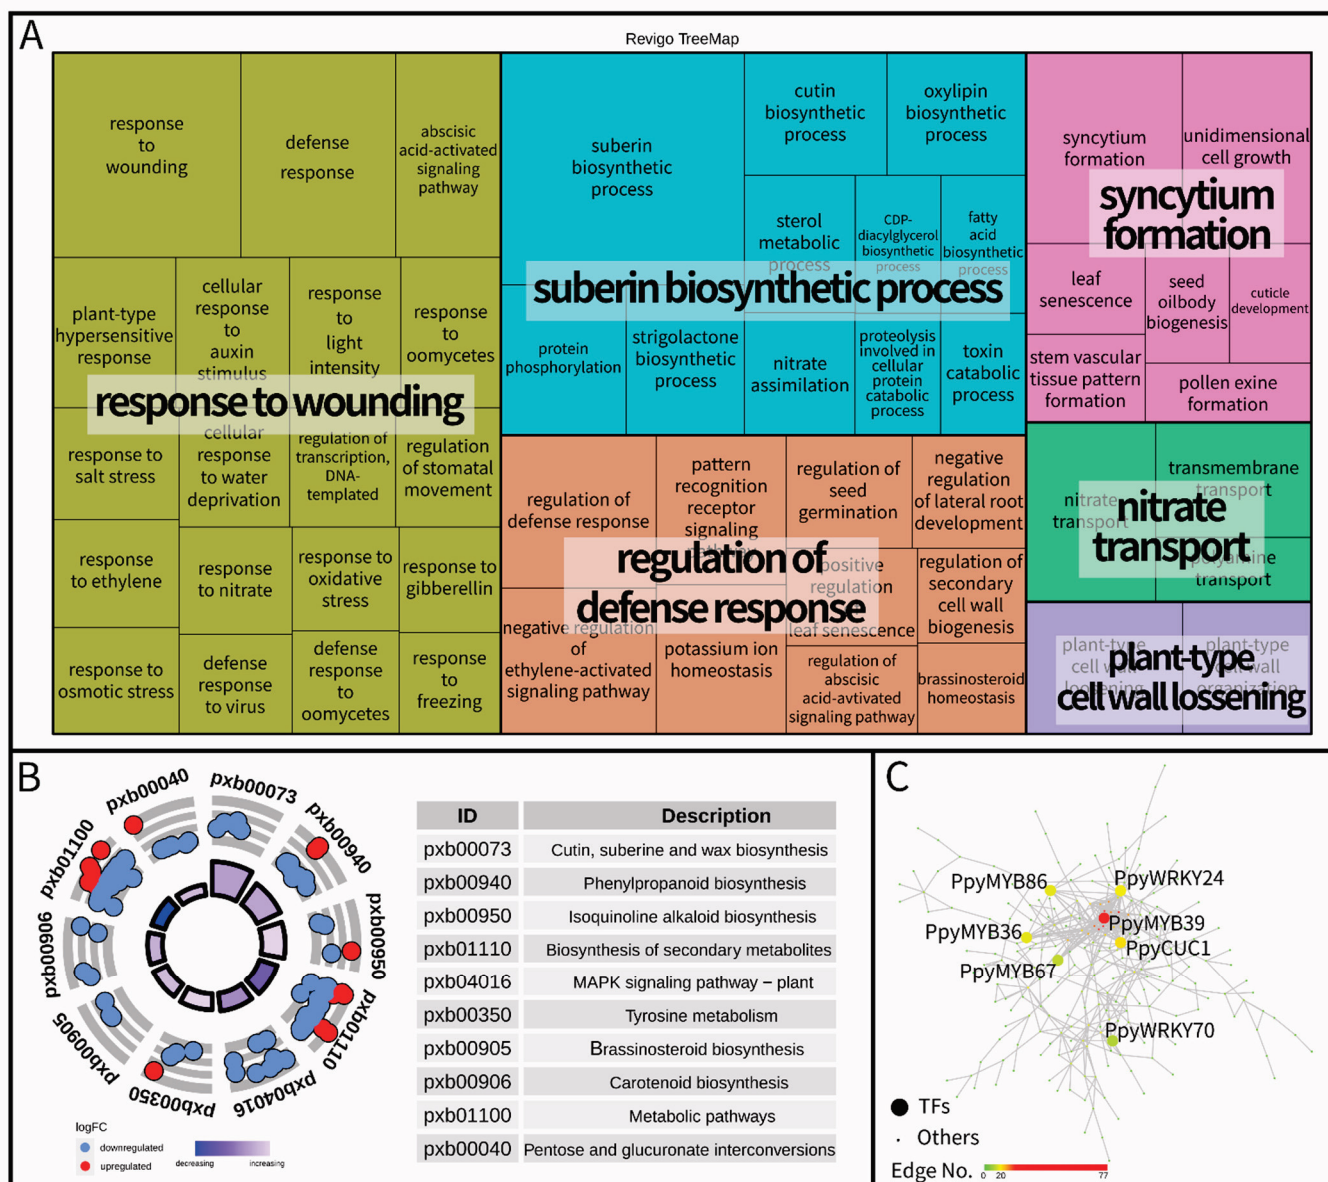 A
Revigo TreeMap
response
to
wounding
defense
response
abscisic
acid-activated
signaling
pathway
plant-type
hypersensitive
response
cellular
response
to
auxin
stimulus
response
to
light
intensity
response
to
oomycetes
response to wounding
response to
salt stress
cellular
response
to water
deprivation
regulation of
transcription,
DNA-
templated
regulation
of stomatal
movement
response
to ethylene
response
to nitrate
response to
oxidative
stress
response to
gibberellin
response to
osmotic stress
defense
response
to virus
defense
response
to
oomycetes
response
to
freezing
suberin
biosynthetic
process
cutin
biosynthetic
process
oxylipin
biosynthetic
process
sterol
metabolic
process
CDP-
diacylglycerol
biosynthetic
process
fatty
acid
biosynthetic
process
suberin biosynthetic process
protein
phosphorylation
strigolactone
biosynthetic
process
nitrate
assimilation
proteolysis
involved in
cellular
protein
catabolic
process
toxin
catabolic
process
regulation of
defense response
pattern
recognition
receptor
signaling
pathway
regulation of
seed
germination
negative
regulation
of lateral root
development
regulation of
defense response
negative regulation
of
ethylene-activated
signaling pathway
potassium ion
homeostasis
positive
regulation
leaf senescence
regulation of
secondary
cell wall
biogenesis
regulation of
abscisic
acid-avtivated
signaling pathway
brassinosteroid
homeostasis
syncytium
formation
unidimensional
cell growth
syncytium
formation
leaf
senescence
seed
oilbody
biogenesis
cuticle
development
stem vascular
tissue pattern
formation
pollen exine
formation
nitrate
transport
transmembrane
transport
polyamine
transport
nitrate
transport
plant-type
cell wall
loosening
plant-type
cell wall
organization
plant-type
cell wall lossening
B
pxb00040
pxb00073
pxb00940
pxb00950
pxb01110
pxb04016
pxb00350
pxb00905
pxb00906
pxb01100
logFC
downregulated
upregulated
decreasing
increasing
ID Description
pxb00073 Cutin, suberine and wax biosynthesis
pxb00940 Phenylpropanoid biosynthesis
pxb00950 Isoquinoline alkaloid biosynthesis
pxb01110 Biosynthesis of secondary metabolites
pxb04016 MAPK signaling pathway – plant
pxb00350 Tyrosine metabolism
pxb00905 Brassinosteroid biosynthesis
pxb00906 Carotenoid biosynthesis
pxb01100 Metabolic pathways
pxb00040 Pentose and glucuronate interconversions
C
PpyMYB86
PpyWRKY24
PpyMYB39
PpyMYB36
PpyCUC1
PpyMYB67
PpyWRKY70
TFs
Others
Edge No.
0 20 77